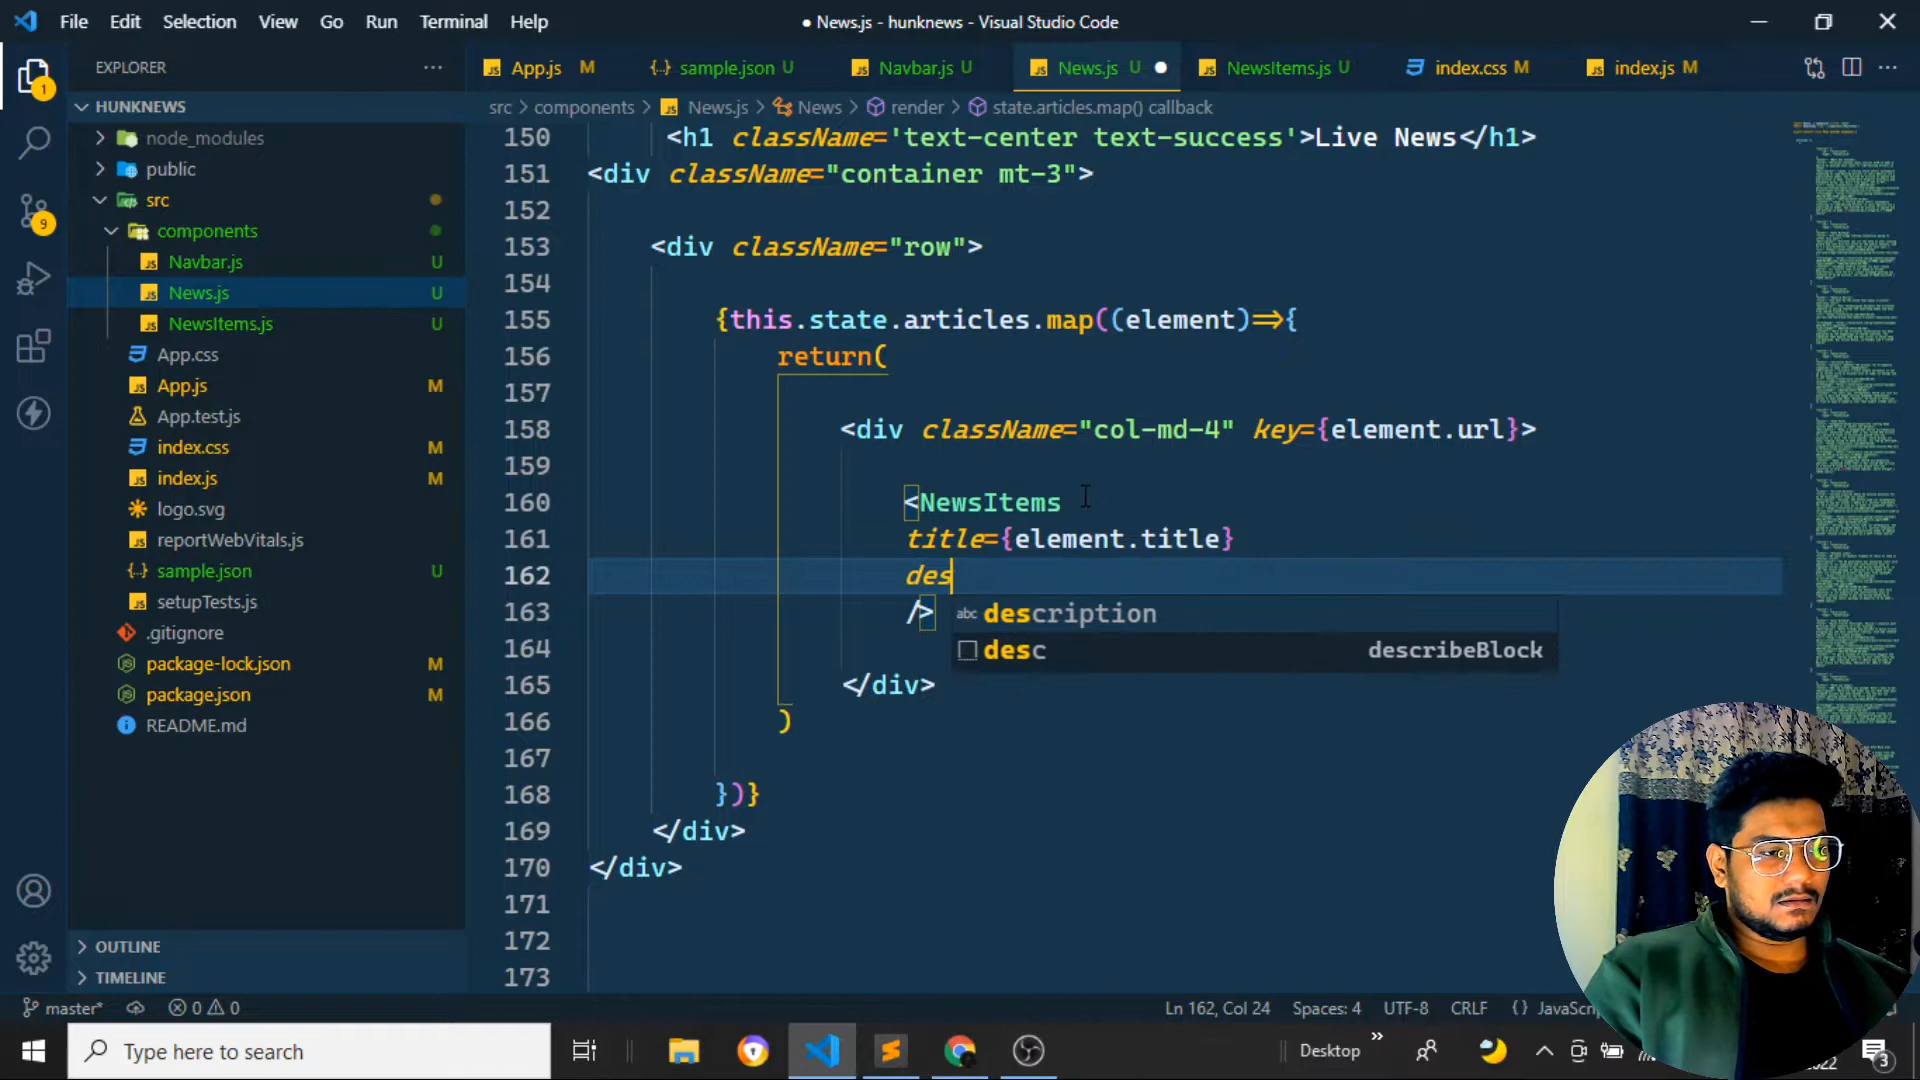 File Edit Selection View Go Run Terminal Help
● News.js - hunknews - Visual Studio Code
EXPLORER
App.js M
sample.json U
Navbar.js U
News.js U
NewsItems.js U
index.css M
index.js M
HUNKNEWS
src > components > News.js > News > render > state.articles.map() callback
node_modules
public
src
components
Navbar.js U
News.js U
NewsItems.js U
App.css
App.js M
App.test.js
index.css M
index.js M
logo.svg
reportWebVitals.js
sample.json U
setupTests.js
.gitignore
package-lock.json M
package.json M
README.md
OUTLINE
TIMELINE
1
9
150 <h1 className='text-center text-success'>Live News</h1>
151 <div className="container mt-3">
152
153 <div className="row">
154
155 {this.state.articles.map((element)=>{
156 return(
157
158 <div className="col-md-4" key={element.url}>
159
160 <NewsItems
161 title={element.title}
162 des
163 />
164
165 </div>
166 )
167
168 })}
169 </div>
170 </div>
171
172
173
abc description
desc describeBlock
master* 0 0
Ln 162, Col 24 Spaces: 4 UTF-8 CRLF {}
Type here to search
Desktop
3